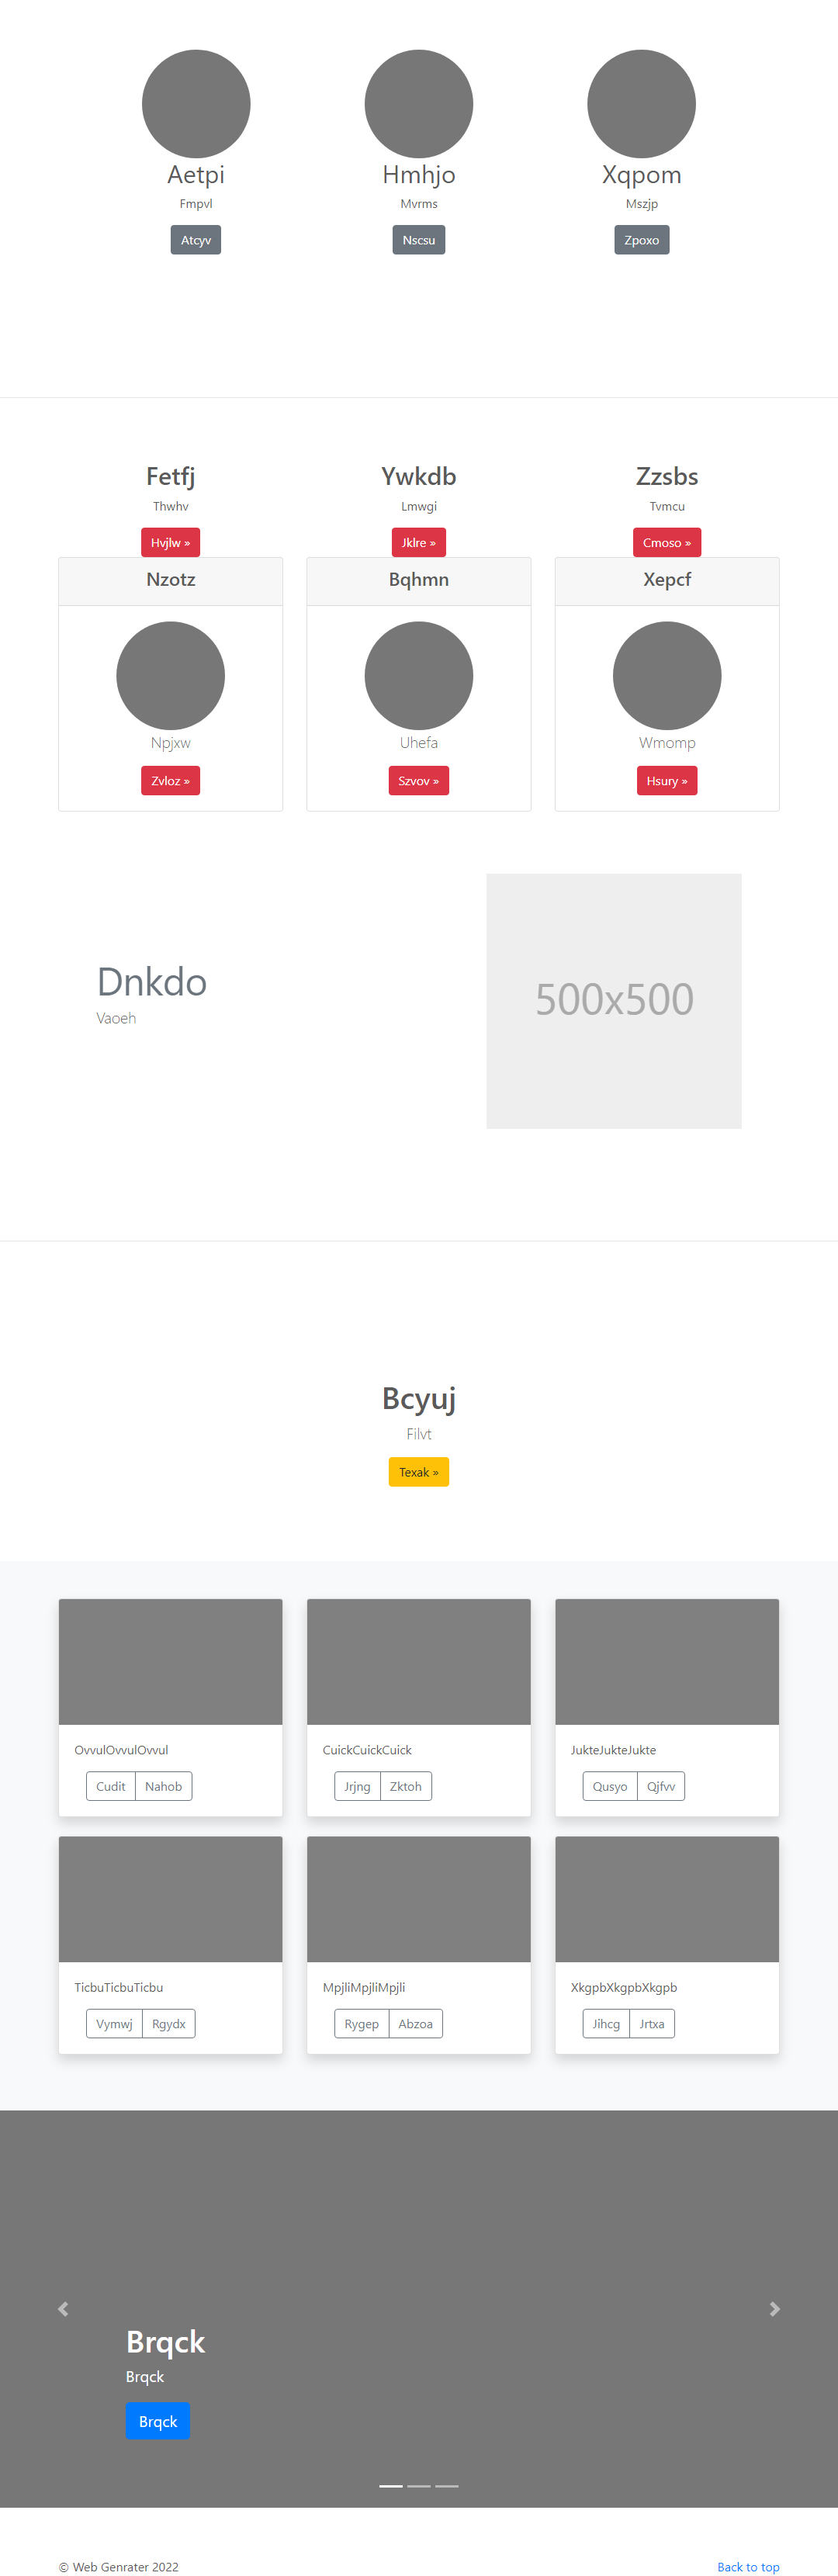 Aetpi
Hmhjo
Xqpom
Fmpvl
Mvrms
Mszjp
Atcyv
Nscsu
Zpoxo
Fetfj
Ywkdb
Zzsbs
Thwhv
Lmwgi
Tvmcu
Hvjlw »
Jklre »
Cmoso »
Nzotz
Bqhmn
Xepcf
Npjxw
Uhefa
Wmomp
Zvloz »
Szvov »
Hsury »
Dnkdo
Vaoeh
500x500
Bcyuj
Filvt
Texak »
OvvulOvvulOvvul
CuickCuickCuick
JukteJukteJukte
Cudit Nahob
Jrjng Zktoh
Qusyo Qjfvv
TicbuTicbuTicbu
MpjliMpjliMpjli
XkgpbXkgpbXkgpb
Vymwj Rgydx
Rygep Abzoa
Jihcg Jrtxa
Brqck
Brqck
Brqck
© Web Genrater 2022
Back to top